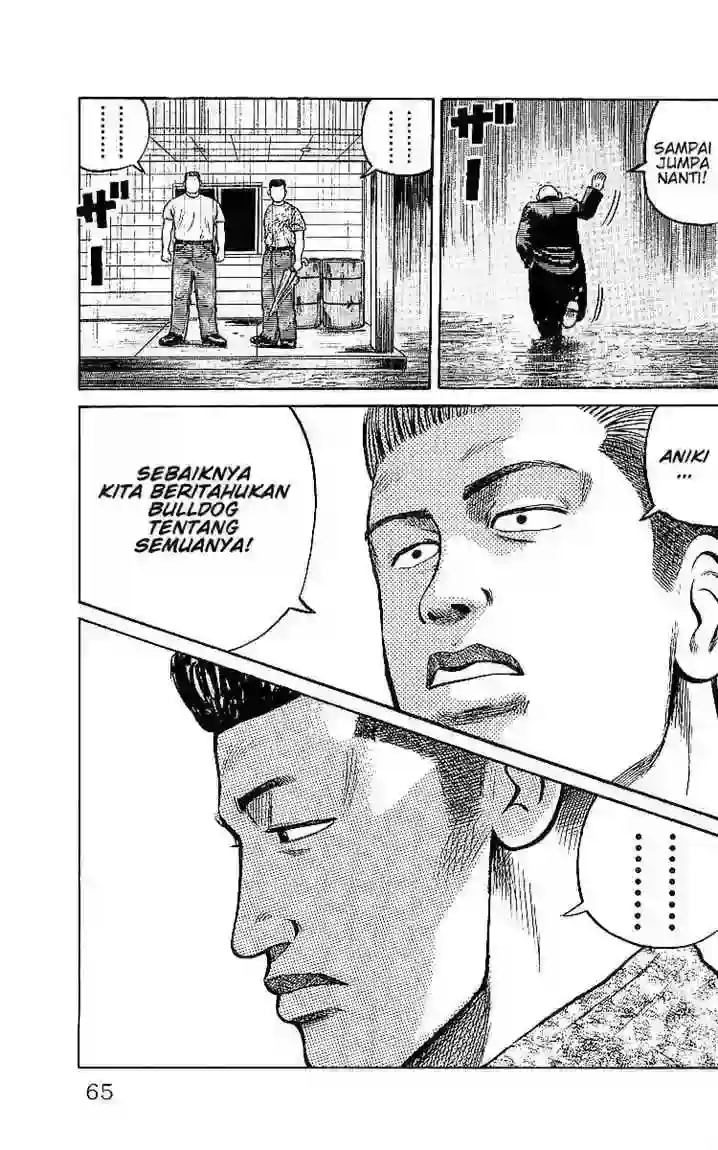 SAMPAI
JUMPA
NANTI!
ザ
ー
ザ
ー
ANIKI
...
SEBAIKNYA
KITA BERITAHUKAN
BULLDOG
TENTANG
SEMUANYA!
65